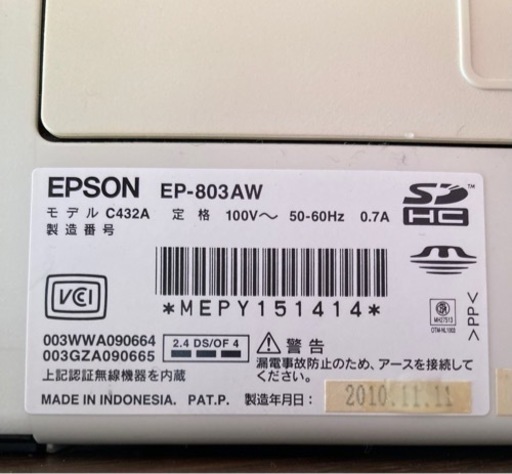 EPSON EP-803AW
モデル C432A 定格 100V～ 50-60Hz 0.7A
製造番号
SD HC ™
*MEPY151414*
VCCI
003WWA090664
003GZA090665
2.4 DS/OF 4
上記認証無線機器を内蔵
⚠ 警告
漏電事故防止のため、アースを接続してください。
>PP<
MADE IN INDONESIA. PAT.P. 製造年月日: 2010.11.11